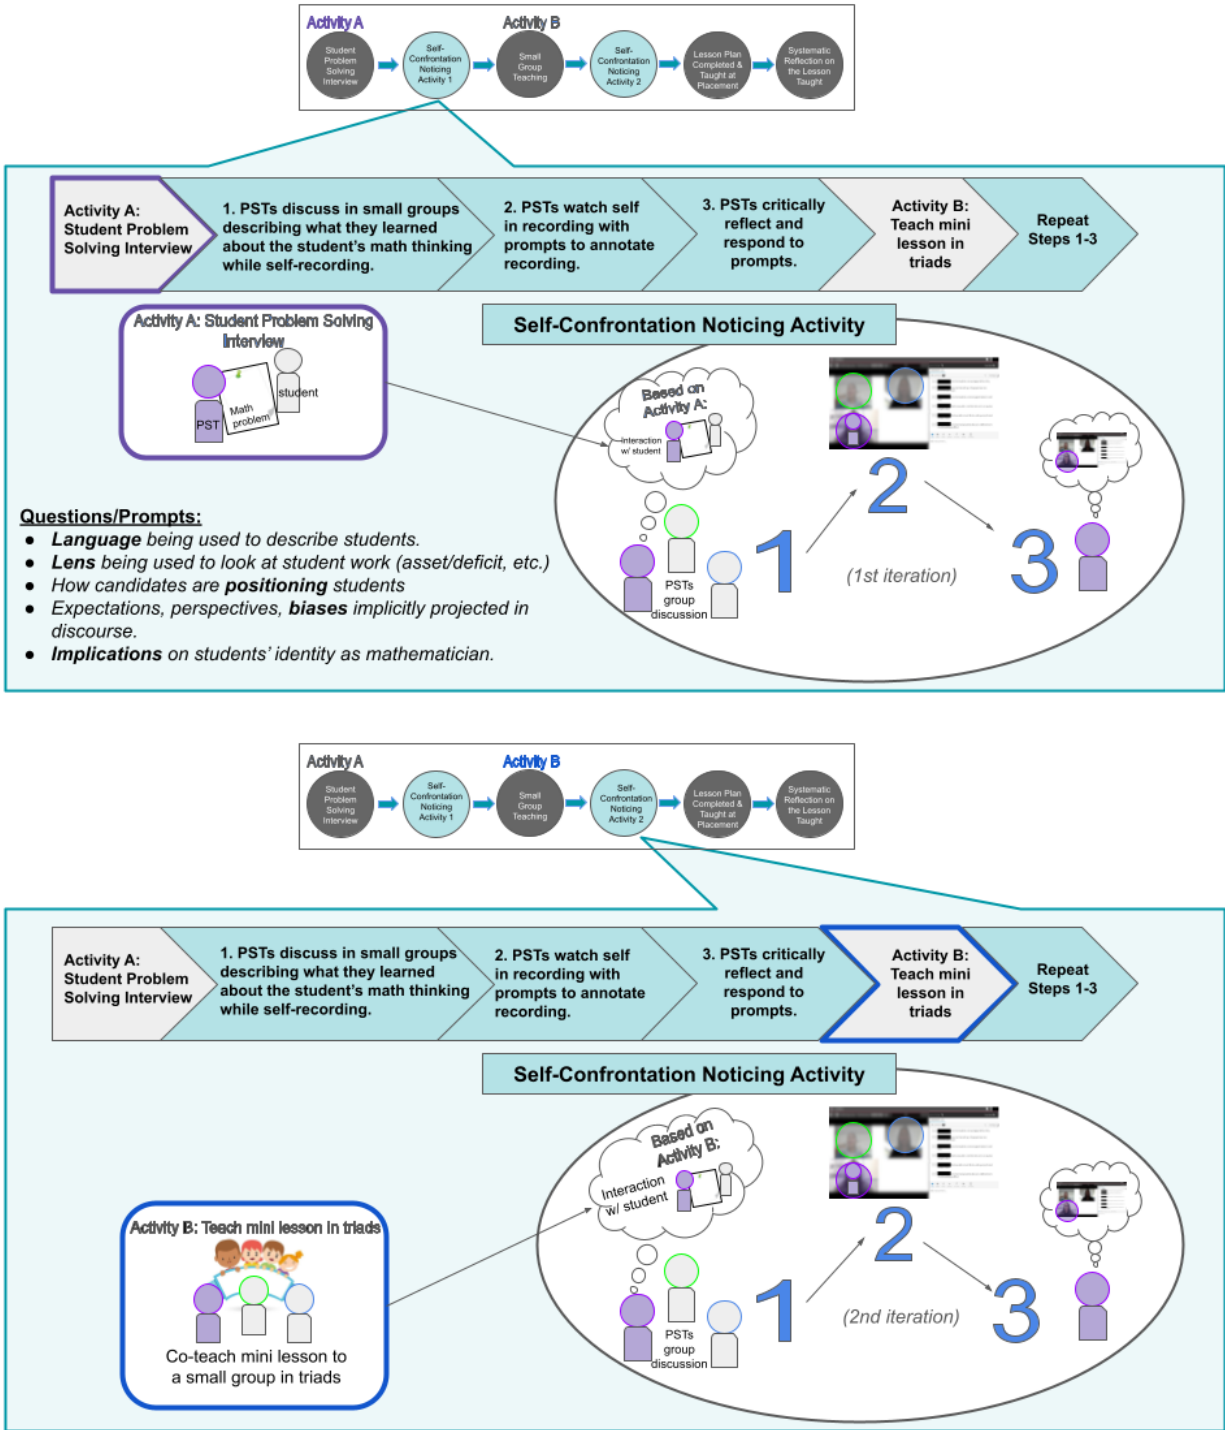 Activity A
Activity B
Student
Problem
Solving
Interview
Self-
Confrontation
Noticing
Activity 1
Small
Group
Teaching
Self-
Confrontation
Noticing
Activity 2
Lesson Plan
Completed &
Taught at
Placement
Systematic
Reflection on
the Lesson
Taught
Activity A:
Student Problem
Solving Interview
1. PSTs discuss in small groups
describing what they learned
about the student's math thinking
while self-recording.
2. PSTs watch self
in recording with
prompts to annotate
recording.
3. PSTs critically
reflect and
respond to
prompts.
Activity B:
Teach mini
lesson in
triads
Repeat
Steps 1-3
Activity A: Student Problem Solving
Interview
PST
Math
problem
student
Self-Confrontation Noticing Activity
Based on
Activity A:
Interaction
w/ student
PSTs
group
discussion
1
2
3
(1st iteration)
Questions/Prompts:
● Language being used to describe students.
● Lens being used to look at student work (asset/deficit, etc.)
● How candidates are positioning students
● Expectations, perspectives, biases implicitly projected in
discourse.
● Implications on students' identity as mathematician.
Activity A
Activity B
Student
Problem
Solving
Interview
Self-
Confrontation
Noticing
Activity 1
Small
Group
Teaching
Self-
Confrontation
Noticing
Activity 2
Lesson Plan
Completed &
Taught at
Placement
Systematic
Reflection on
the Lesson
Taught
Activity A:
Student Problem
Solving Interview
1. PSTs discuss in small groups
describing what they learned
about the student's math thinking
while self-recording.
2. PSTs watch self
in recording with
prompts to annotate
recording.
3. PSTs critically
reflect and
respond to
prompts.
Activity B:
Teach mini
lesson in
triads
Repeat
Steps 1-3
Self-Confrontation Noticing Activity
Based on
Activity B:
Interaction
w/ student
PSTs
group
discussion
1
2
3
(2nd iteration)
Activity B: Teach mini lesson in triads
Co-teach mini lesson to
a small group in triads